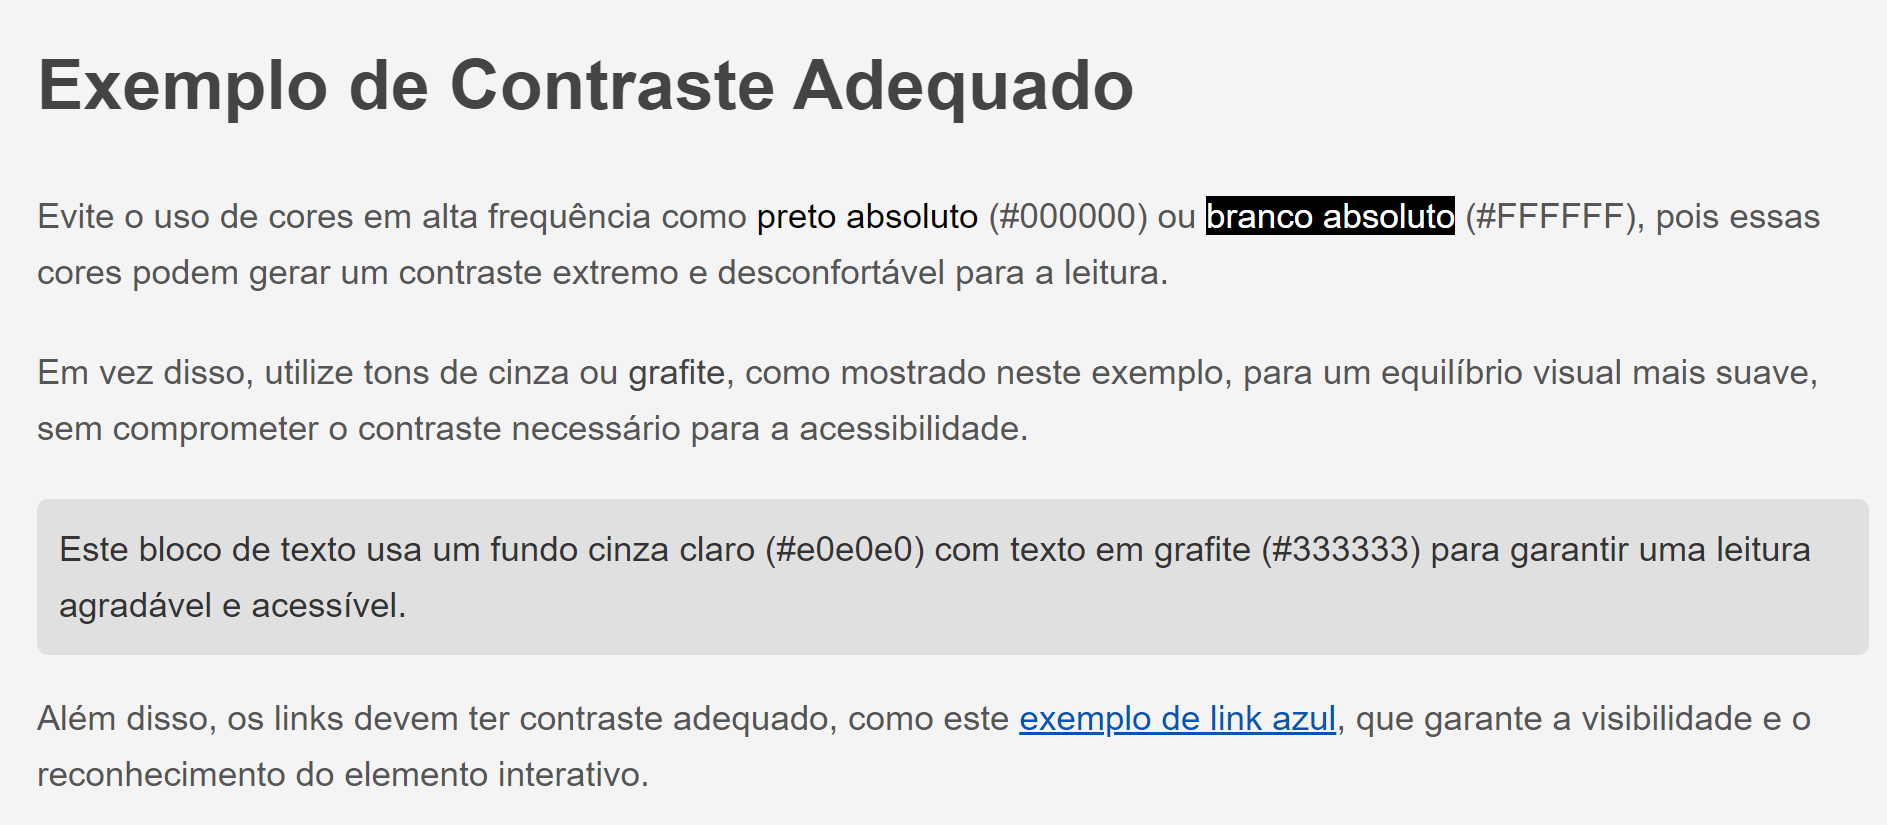 Exemplo de Contraste Adequado
Evite o uso de cores em alta frequência como preto absoluto (#000000) ou branco absoluto (#FFFFFF), pois essas
cores podem gerar um contraste extremo e desconfortável para a leitura.
Em vez disso, utilize tons de cinza ou grafite, como mostrado neste exemplo, para um equilíbrio visual mais suave,
sem comprometer o contraste necessário para a acessibilidade.
Este bloco de texto usa um fundo cinza claro (#e0e0e0) com texto em grafite (#333333) para garantir uma leitura
agradável e acessível.
Além disso, os links devem ter contraste adequado, como este exemplo de link azul, que garante a visibilidade e o
reconhecimento do elemento interativo.